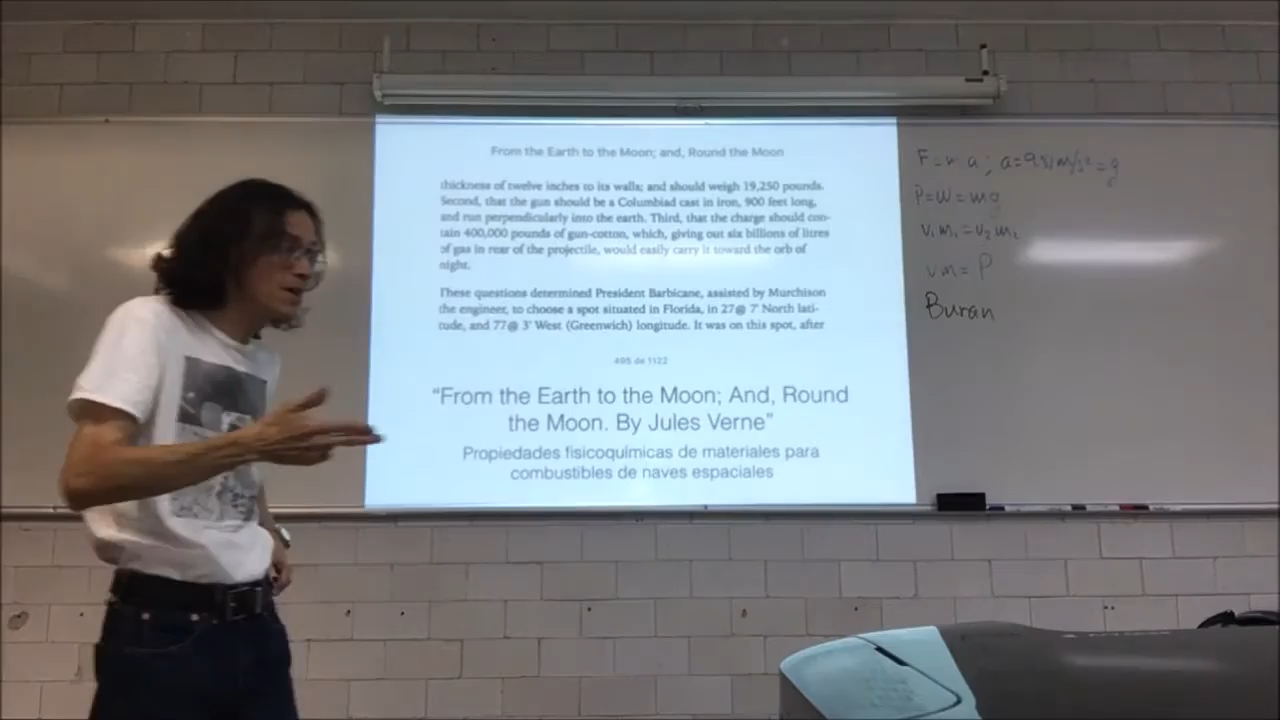 From the Earth to the Moon; and, Round the Moon
thickness of twelve inches to its walls; and should weigh 19,250 pounds.
Second, that the gun should be a Columbiad cast in iron, 900 feet long,
and run perpendicularly into the earth. Third, that the charge should con-
tain 400,000 pounds of gun-cotton, which, giving out six billions of litres
of gas in rear of the projectile, would easily carry it toward the orb of
night.
These questions determined President Barbicane, assisted by Murchison
the engineer, to choose a spot situated in Florida, in 27@ 7' North lati-
tude, and 77@ 3' West (Greenwich) longitude. It was on this spot, after
495 de 1122
"From the Earth to the Moon; And, Round
the Moon. By Jules Verne"
Propiedades fisicoquímicas de materiales para
combustibles de naves espaciales
F=m a; a=9.81m/s²=g
P=W=mg
v₁m₁=v₂m₂
vm=P
Buran